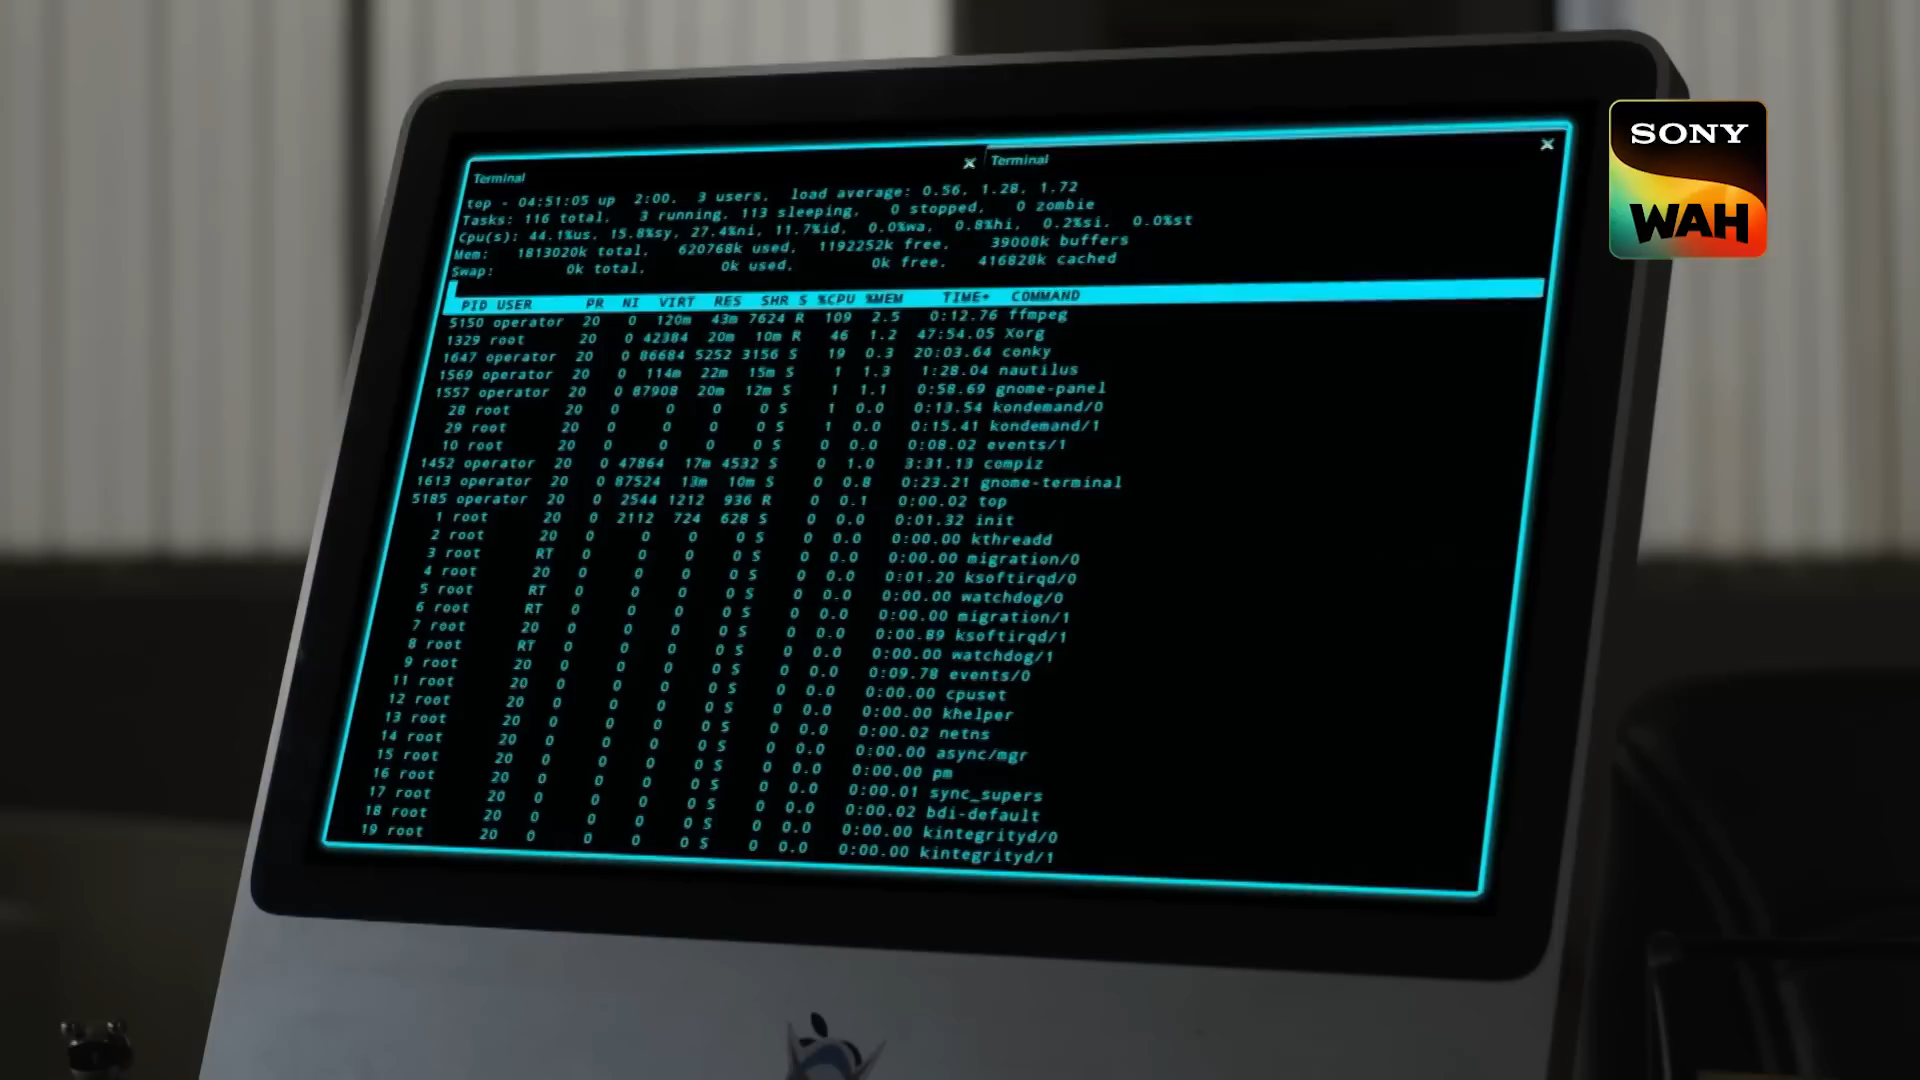 SONY
WAH
Terminal
Terminal
top - 04:51:05 up 2:00, 3 users, load average: 0.56, 1.28, 1.72
Tasks: 116 total, 3 running, 113 sleeping, 0 stopped, 0 zombie
Cpu(s): 44.1%us, 15.8%sy, 27.4%ni, 11.7%id, 0.0%wa, 0.8%hi, 0.2%si, 0.0%st
Mem: 1813020k total, 620768k used, 1192252k free, 39008k buffers
Swap: 0k total, 0k used, 0k free, 416828k cached
PID USER PR NI VIRT RES SHR S %CPU %MEM TIME+ COMMAND
5150 operator 20 0 120m 43m 7624 R 109 2.5 0:12.76 ffmpeg
1329 root 20 0 42384 20m 10m R 46 1.2 47:54.05 Xorg
1647 operator 20 0 86684 5252 3156 S 19 0.3 20:03.64 conky
1569 operator 20 0 114m 22m 15m S 1 1.3 1:28.04 nautilus
1557 operator 20 0 87908 20m 12m S 1 1.1 0:58.69 gnome-panel
28 root 20 0 0 0 0 S 1 0.0 0:13.54 kondemand/0
29 root 20 0 0 0 0 S 1 0.0 0:15.41 kondemand/1
10 root 20 0 0 0 0 S 0 0.0 0:08.02 events/1
1452 operator 20 0 47864 17m 4532 S 0 1.0 3:31.13 compiz
1613 operator 20 0 87524 13m 10m S 0 0.8 0:23.21 gnome-terminal
5185 operator 20 0 2544 1212 936 R 0 0.1 0:00.02 top
1 root 20 0 2112 724 628 S 0 0.0 0:01.32 init
2 root 20 0 0 0 0 S 0 0.0 0:00.00 kthreadd
3 root RT 0 0 0 0 S 0 0.0 0:00.00 migration/0
4 root 20 0 0 0 0 S 0 0.0 0:01.20 ksoftirqd/0
5 root RT 0 0 0 0 S 0 0.0 0:00.00 watchdog/0
6 root RT 0 0 0 0 S 0 0.0 0:00.00 migration/1
7 root 20 0 0 0 0 S 0 0.0 0:00.89 ksoftirqd/1
8 root RT 0 0 0 0 S 0 0.0 0:00.00 watchdog/1
9 root 20 0 0 0 0 S 0 0.0 0:09.78 events/0
11 root 20 0 0 0 0 S 0 0.0 0:00.00 cpuset
12 root 20 0 0 0 0 S 0 0.0 0:00.00 khelper
13 root 20 0 0 0 0 S 0 0.0 0:00.02 netns
14 root 20 0 0 0 0 S 0 0.0 0:00.00 async/mgr
15 root 20 0 0 0 0 S 0 0.0 0:00.00 pm
16 root 20 0 0 0 0 S 0 0.0 0:00.01 sync_supers
17 root 20 0 0 0 0 S 0 0.0 0:00.02 bdi-default
18 root 20 0 0 0 0 S 0 0.0 0:00.00 kintegrityd/0
19 root 20 0 0 0 0 S 0 0.0 0:00.00 kintegrityd/1